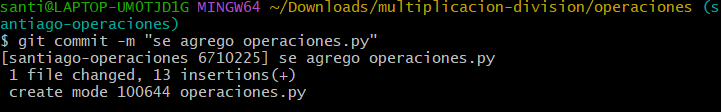 santi@LAPTOP-UMOTJD1G MINGW64 ~/Downloads/multiplicacion-division/operaciones (s
antiago-operaciones)
$ git commit -m "se agrego operaciones.py"
[santiago-operaciones 6710225] se agrego operaciones.py
 1 file changed, 13 insertions(+)
 create mode 100644 operaciones.py